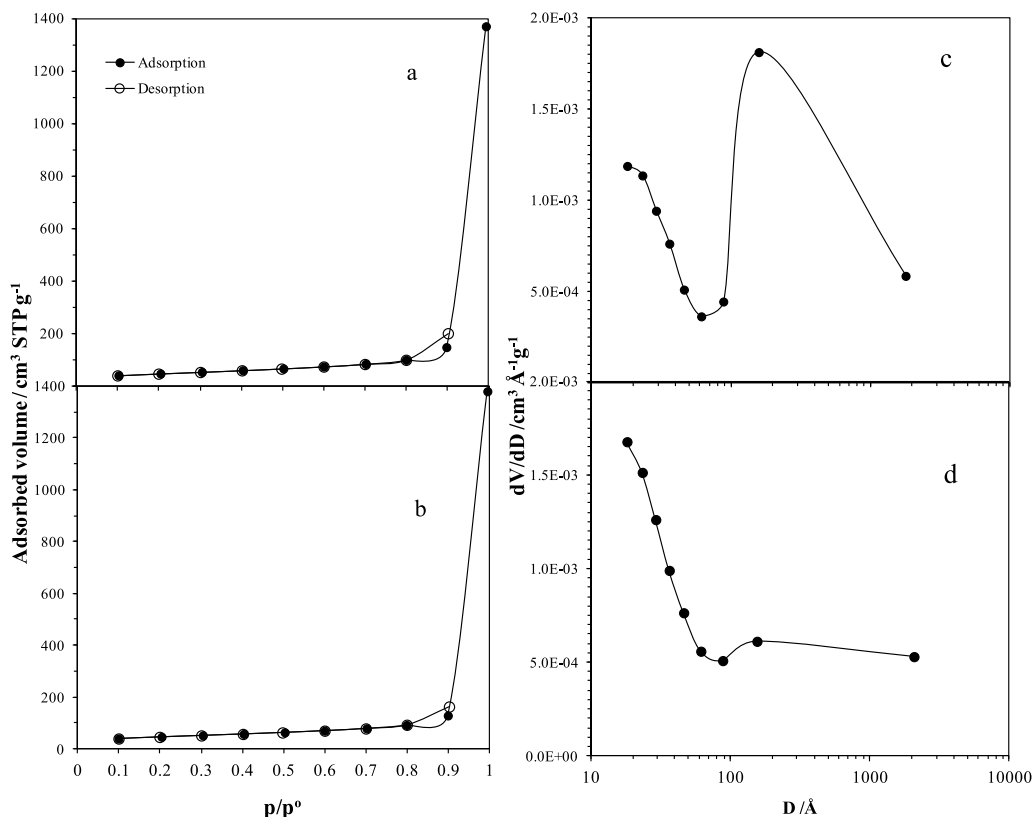 1400
1200
1000
800
600
400
200
1400
1200
1000
800
600
400
200
0
Adsorption
Desorption
a
b
Adsorbed volume / cm³ STP g⁻¹
0.1 0.2 0.3 0.4 0.5 0.6 0.7 0.8 0.9 1
p/pº
2.0E-03
1.5E-03
1.0E-03
5.0E-04
2.0E-03
1.5E-03
1.0E-03
5.0E-04
0.0E+00
c
d
dV/dD /cm³ Å⁻¹g⁻¹
10 100 1000 10000
D /Å